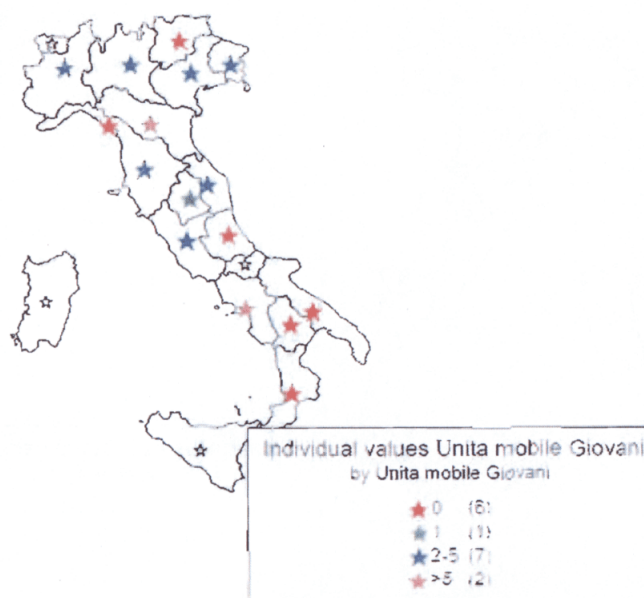 Individual values Unita mobile Giovani
by Unita mobile Giovani
0 (6)
1 (1)
2-5 (7)
>5 (2)